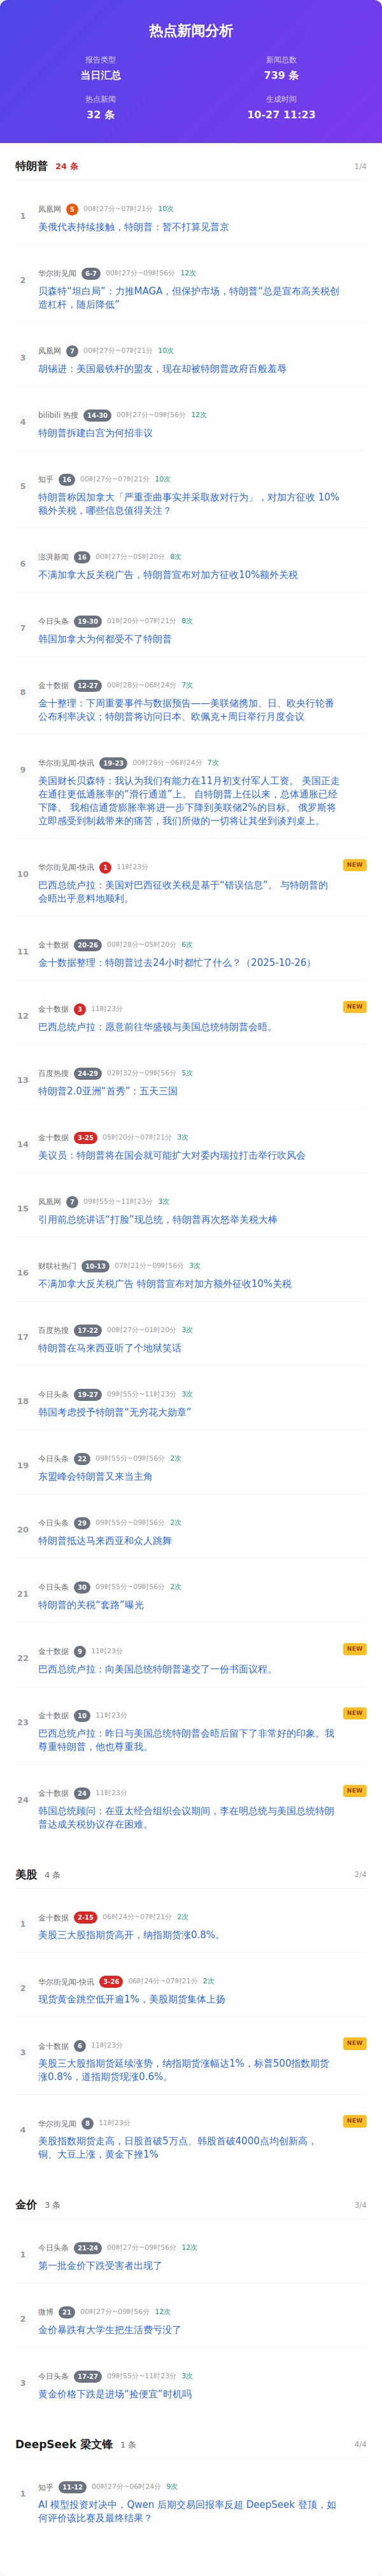 热点新闻分析
报告类型
新闻总数
当日汇总
739 条
热点新闻
生成时间
32 条
10-27 11:23
特朗普 24 条 1/4
1
凤凰网 5 00时27分~07时21分 10次
美俄代表持续接触，特朗普：暂不打算见普京
2
华尔街见闻 6-7 00时27分~09时56分 12次
贝森特“坦白局”：力推MAGA，但保护市场，特朗普“总是宣布高关税创
造杠杆，随后降低”
3
凤凰网 7 00时27分~07时21分 10次
胡锡进：美国最铁杆的盟友，现在却被特朗普政府百般羞辱
4
bilibili 热搜 14-30 00时27分~09时56分 12次
特朗普拆建白宫为何招非议
5
知乎 16 00时27分~07时21分 10次
特朗普称因加拿大「严重歪曲事实并采取敌对行为」，对加方征收 10%
额外关税，哪些信息值得关注？
6
澎湃新闻 16 00时27分~05时20分 8次
不满加拿大反关税广告，特朗普宣布对加方征收10%额外关税
7
今日头条 19-30 01时20分~07时21分 8次
韩国加拿大为何都受不了特朗普
8
金十数据 12-27 00时28分~06时24分 7次
金十整理：下周重要事件与数据预告——美联储携加、日、欧央行轮番
公布利率决议；特朗普将访问日本、欧佩克+周日举行月度会议
9
华尔街见闻-快讯 19-23 00时28分~06时24分 7次
美国财长贝森特：我认为我们有能力在11月初支付军人工资。 美国正走
在通往更低通胀率的“滑行通道”上。 自特朗普上任以来，总体通胀已经
下降。 我相信通货膨胀率将进一步下降到美联储2%的目标。 俄罗斯将
立即感受到制裁带来的痛苦，我们所做的一切将让其坐到谈判桌上。
10
华尔街见闻-快讯 1 11时23分 NEW
巴西总统卢拉：美国对巴西征收关税是基于“错误信息”。 与特朗普的
会晤出乎意料地顺利。
11
金十数据 20-26 00时28分~05时20分 6次
金十数据整理：特朗普过去24小时都忙了什么？（2025-10-26）
12
金十数据 3 11时23分 NEW
巴西总统卢拉：愿意前往华盛顿与美国总统特朗普会晤。
13
百度热搜 24-29 02时32分~09时56分 5次
特朗普2.0亚洲“首秀”：五天三国
14
金十数据 3-25 05时20分~07时21分 3次
美议员：特朗普将在国会就可能扩大对委内瑞拉打击举行吹风会
15
凤凰网 7 09时55分~11时23分 3次
引用前总统讲话“打脸”现总统，特朗普再次怒举关税大棒
16
财联社热门 10-13 07时21分~09时56分 3次
不满加拿大反关税广告 特朗普宣布对加方额外征收10%关税
17
百度热搜 17-22 00时27分~01时20分 3次
特朗普在马来西亚听了个地狱笑话
18
今日头条 19-27 09时55分~11时23分 3次
韩国考虑授予特朗普“无穷花大勋章”
19
今日头条 22 09时55分~09时56分 2次
东盟峰会特朗普又来当主角
20
今日头条 29 09时55分~09时56分 2次
特朗普抵达马来西亚和众人跳舞
21
今日头条 30 09时55分~09时56分 2次
特朗普的关税“套路”曝光
22
金十数据 9 11时23分 NEW
巴西总统卢拉：向美国总统特朗普递交了一份书面议程。
23
金十数据 10 11时23分 NEW
巴西总统卢拉：昨日与美国总统特朗普会晤后留下了非常好的印象。我
尊重特朗普，他也尊重我。
24
金十数据 24 11时23分 NEW
韩国总统顾问：在亚太经合组织会议期间，李在明总统与美国总统特朗
普达成关税协议存在困难。
美股 4 条 2/4
1
金十数据 2-15 06时24分~07时21分 2次
美股三大股指期货高开，纳指期货涨0.8%。
2
华尔街见闻-快讯 3-26 06时24分~07时21分 2次
现货黄金跳空低开逾1%，美股期货集体上扬
3
金十数据 6 11时23分 NEW
美股三大股指期货延续涨势，纳指期货涨幅达1%，标普500指数期货
涨0.8%，道指期货现涨0.6%。
4
华尔街见闻 8 11时23分 NEW
美股指数期货走高，日股首破5万点、韩股首破4000点均创新高，
铜、大豆上涨，黄金下挫1%
金价 3 条 3/4
1
今日头条 21-24 00时27分~09时56分 12次
第一批金价下跌受害者出现了
2
微博 21 00时27分~09时56分 12次
金价暴跌有大学生把生活费亏没了
3
今日头条 17-27 09时55分~11时23分 3次
黄金价格下跌是进场“捡便宜”时机吗
DeepSeek 梁文锋 1 条 4/4
1
知乎 11-12 00时27分~06时24分 9次
AI 模型投资对决中，Qwen 后期交易回报率反超 DeepSeek 登顶，如
何评价该比赛及最终结果？